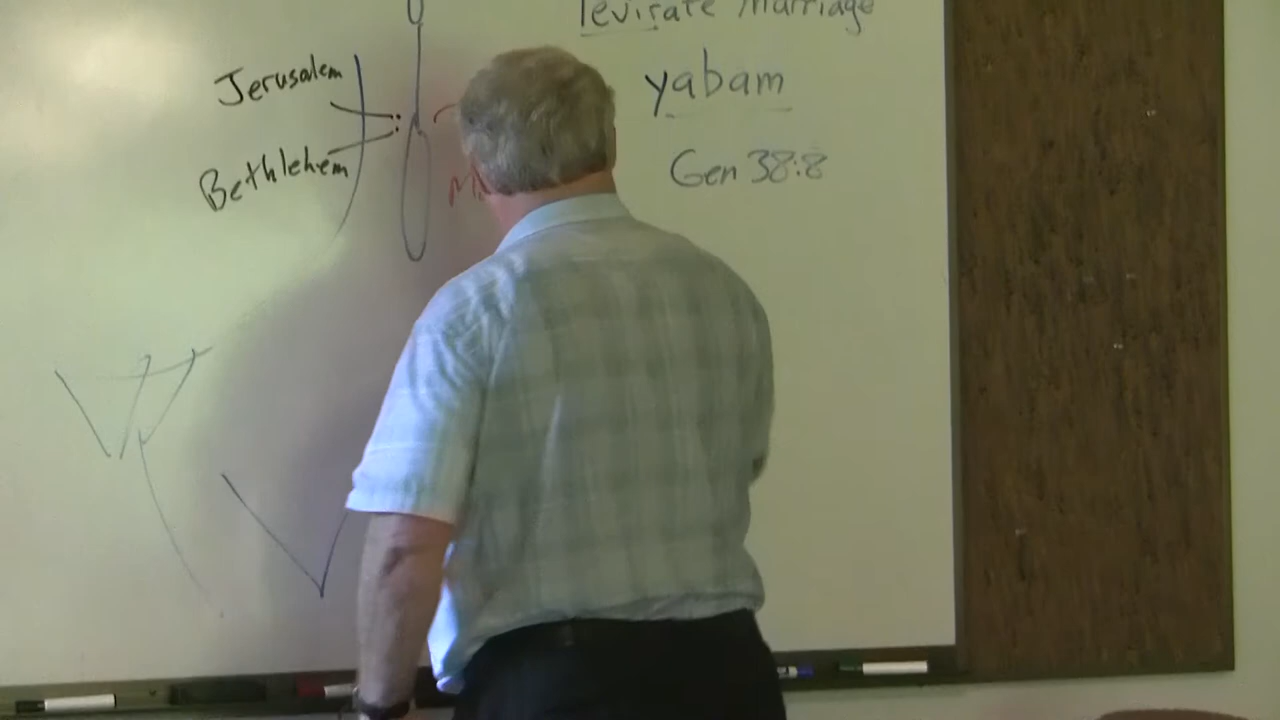 levirate Marriage
yabam
Gen 38:8
Jerusalem
Bethlehem